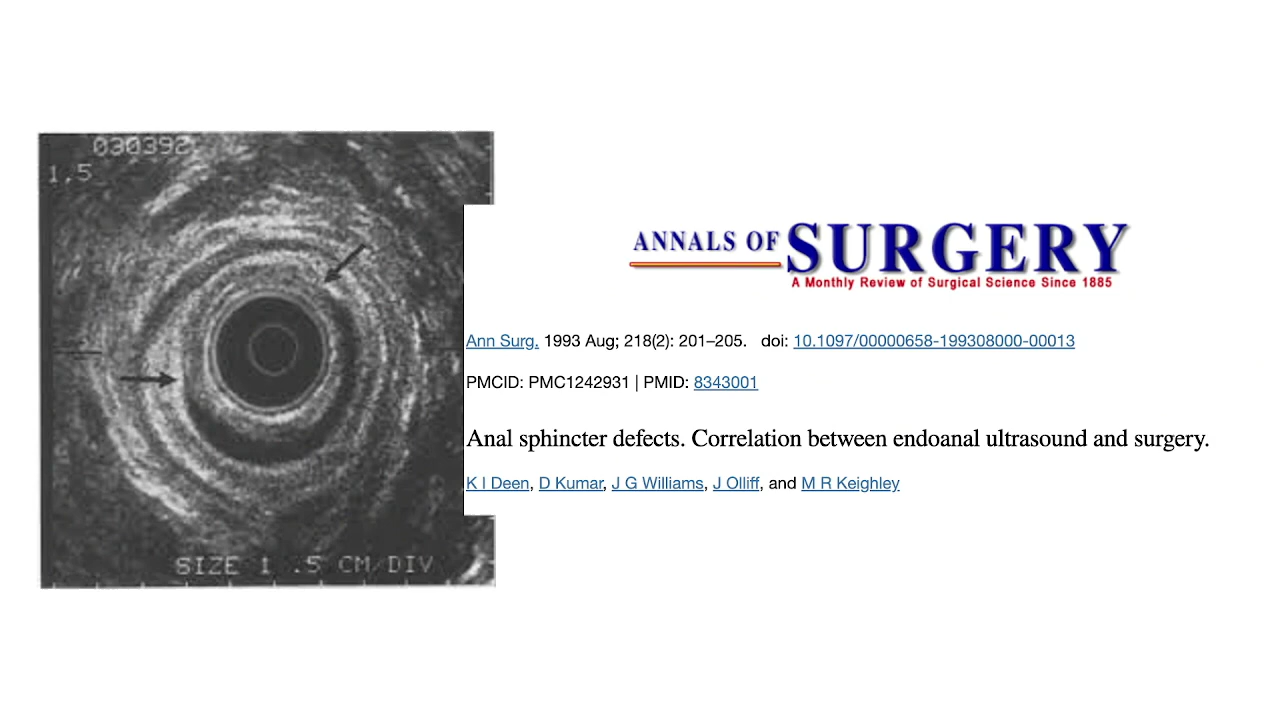 030392
1.5
SIZE 1 .5 CM/DIV
ANNALS OF SURGERY
A Monthly Review of Surgical Science Since 1885
Ann Surg. 1993 Aug; 218(2): 201–205. doi: 10.1097/00000658-199308000-00013
PMCID: PMC1242931 | PMID: 8343001
Anal sphincter defects. Correlation between endoanal ultrasound and surgery.
K I Deen, D Kumar, J G Williams, J Olliff, and M R Keighley